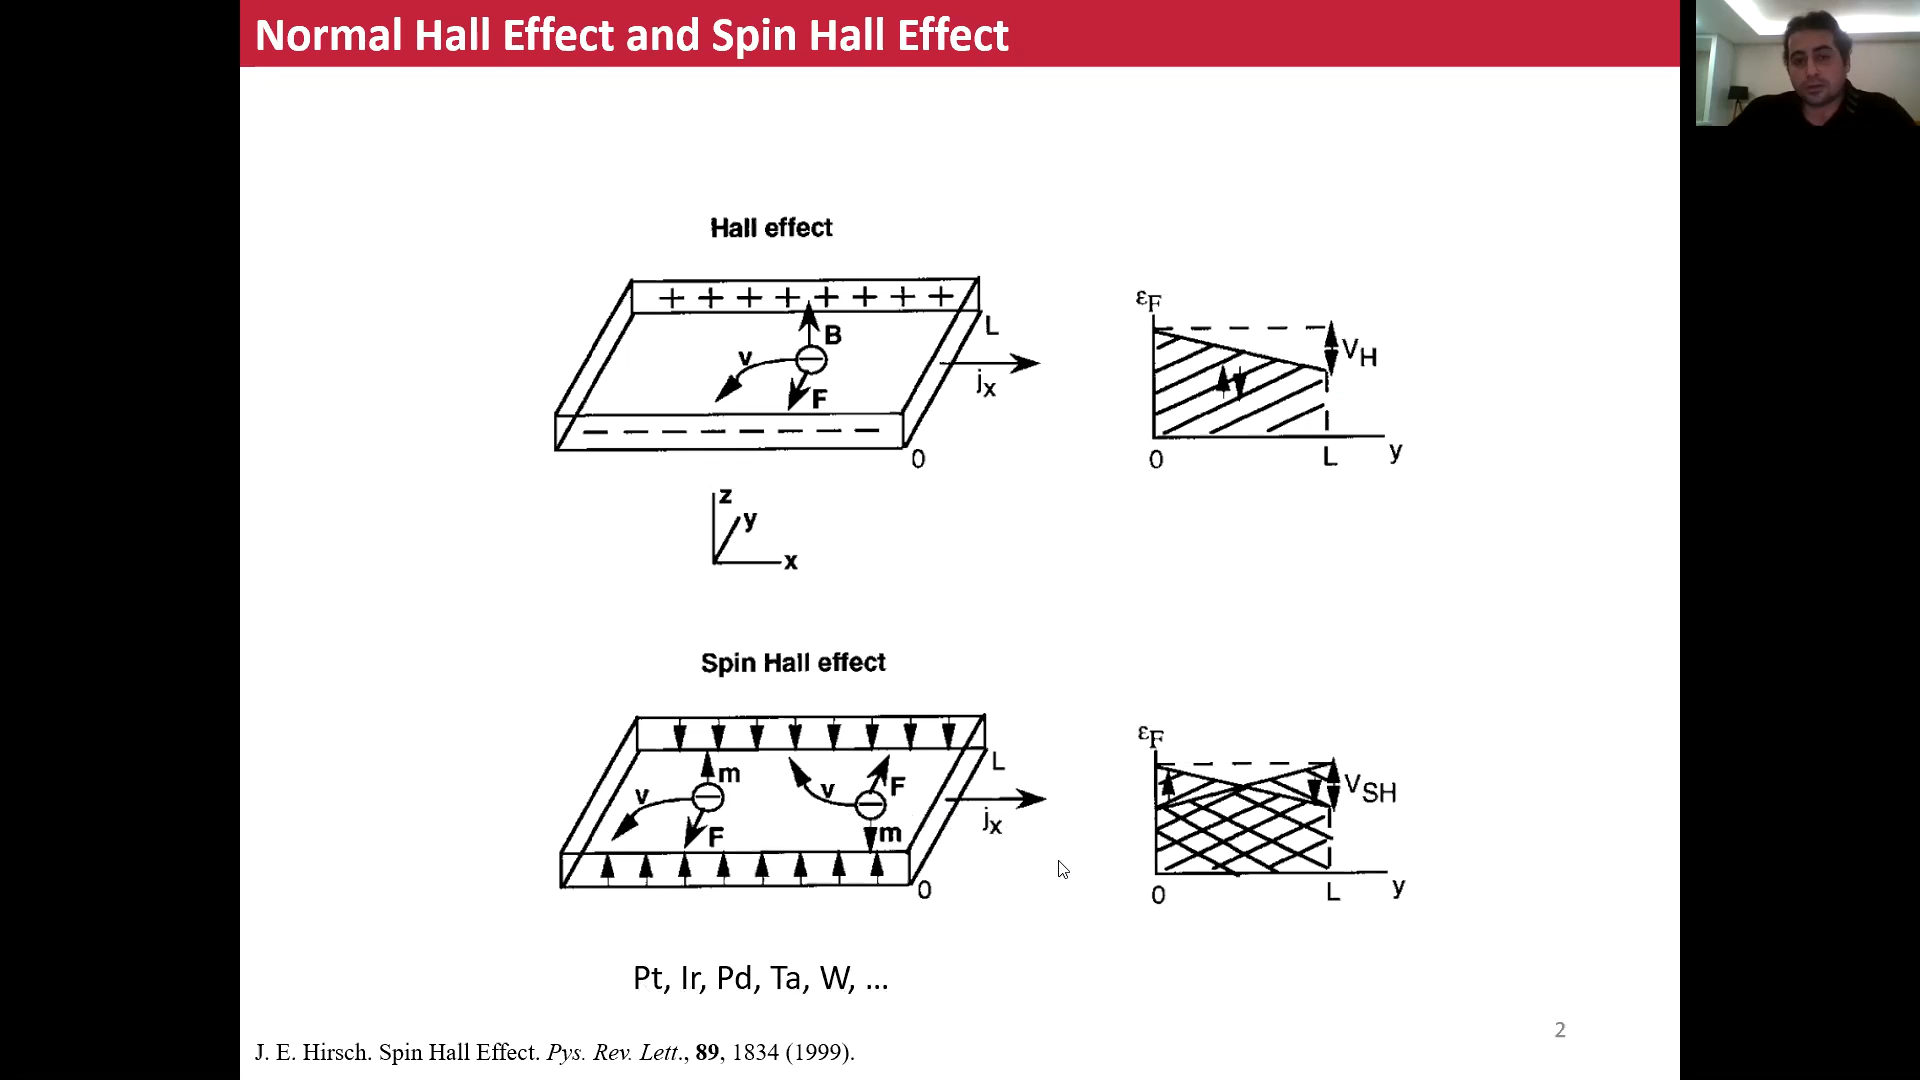 Normal Hall Effect and Spin Hall Effect
Hall effect
+ + + + + + + +
B
v
F
L
jx
0
− − − − − − − −
εF
VH
0
L
y
z
y
x
Spin Hall effect
m
v
F
v
F
m
L
jx
0
εF
VSH
0
L
y
Pt, Ir, Pd, Ta, W, ...
2
J. E. Hirsch. Spin Hall Effect. Pys. Rev. Lett., 89, 1834 (1999).